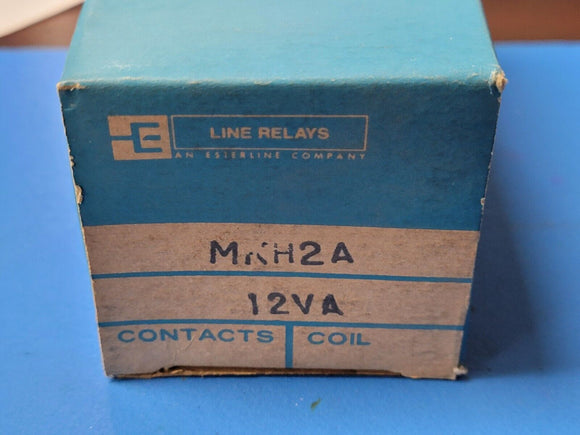 LINE RELAYS
AN ESTERLINE COMPANY
MKH2A
12VA
CONTACTS COIL